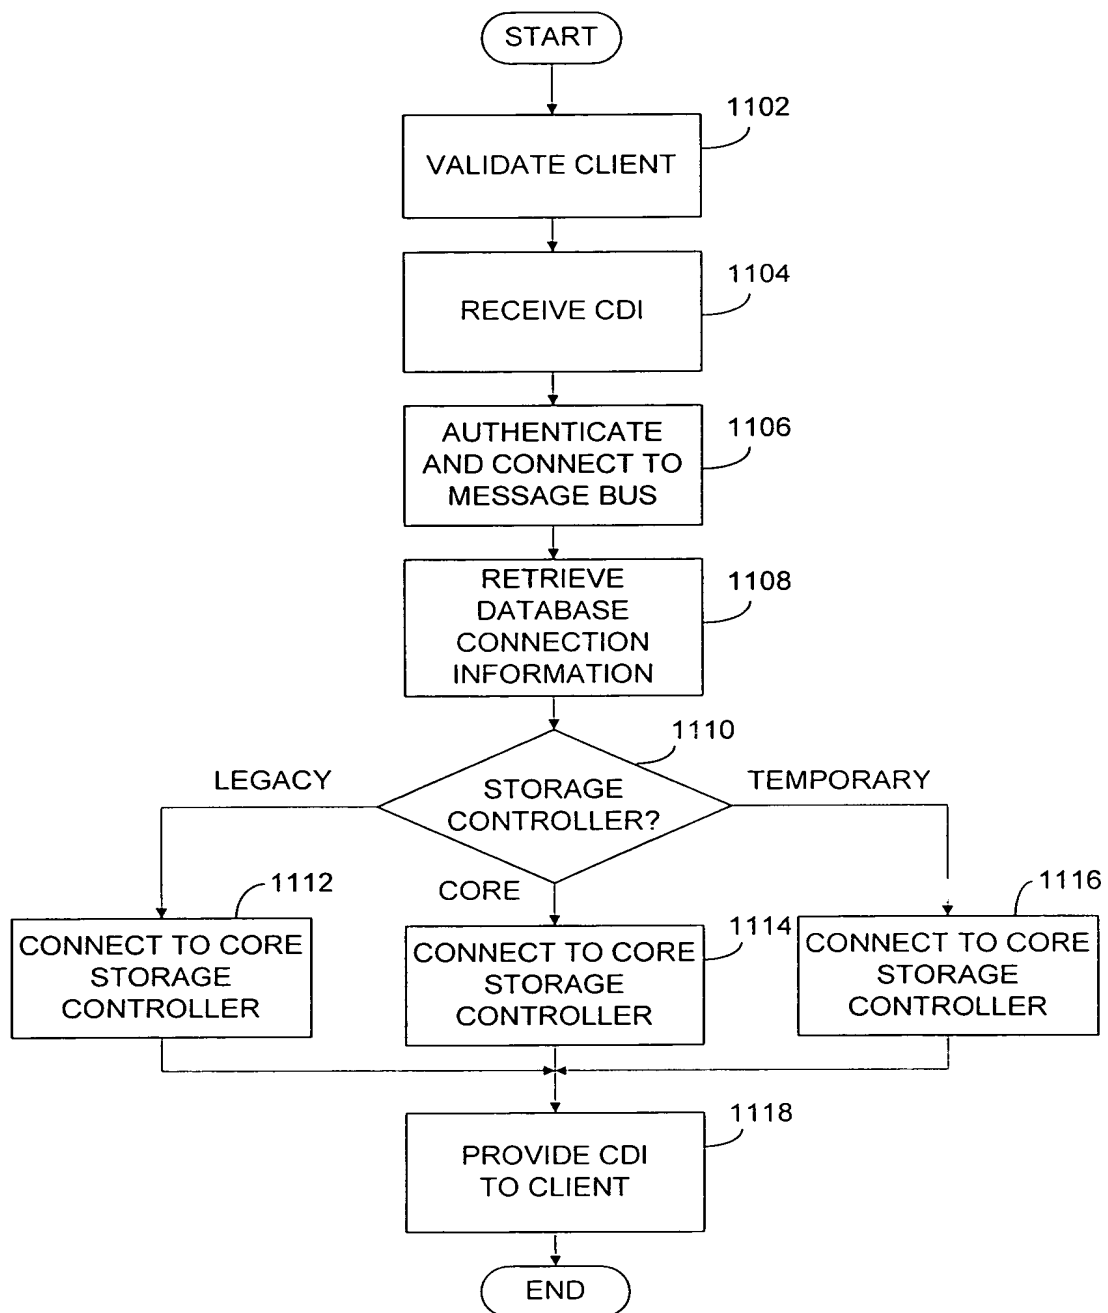 START
1102
VALIDATE CLIENT
1104
RECEIVE CDI
1106
AUTHENTICATE
AND CONNECT TO
MESSAGE BUS
1108
RETRIEVE
DATABASE
CONNECTION
INFORMATION
1110
LEGACY
TEMPORARY
STORAGE
CONTROLLER?
CORE
1112
CONNECT TO CORE
STORAGE
CONTROLLER
1114
CONNECT TO CORE
STORAGE
CONTROLLER
1116
CONNECT TO CORE
STORAGE
CONTROLLER
1118
PROVIDE CDI
TO CLIENT
END